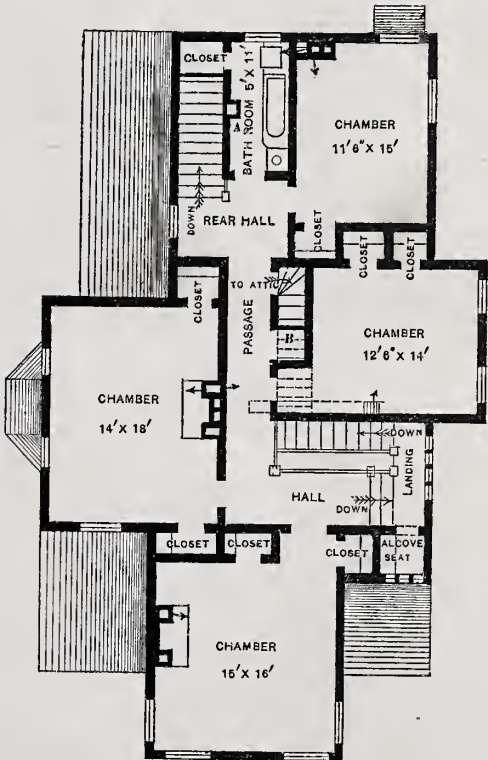 CLOSET
BATH ROOM 5' X 11'
A
CHAMBER
11' 6" X 15'
DOWN
REAR HALL
CLOSET
CLOSET
CLOSET
TO ATTIC
CLOSET
PASSAGE
B
CHAMBER
12' 6" X 14'
CHAMBER
14' X 18'
DOWN
LANDING
HALL
DOWN
CLOSET
CLOSET
CLOSET
ALCOVE
SEAT
CHAMBER
15' X 16'